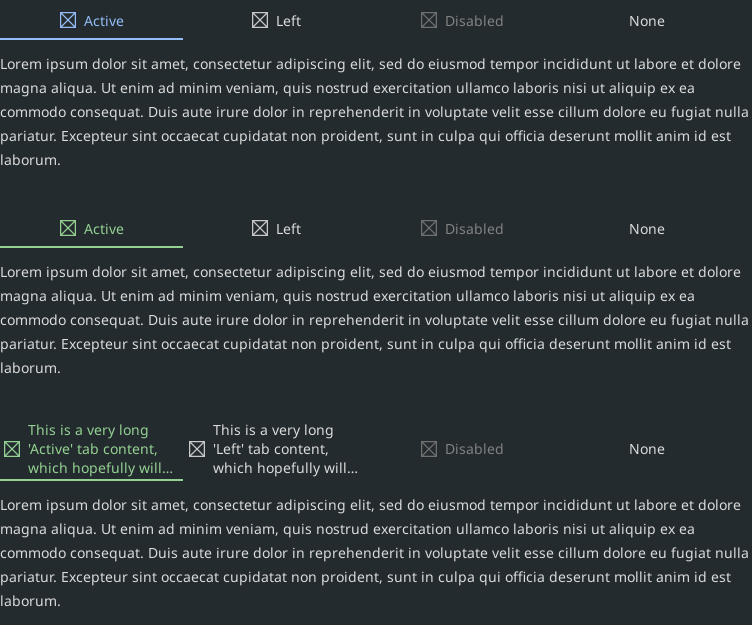 Active Left Disabled None
Lorem ipsum dolor sit amet, consectetur adipiscing elit, sed do eiusmod tempor incididunt ut labore et dolore
magna aliqua. Ut enim ad minim veniam, quis nostrud exercitation ullamco laboris nisi ut aliquip ex ea
commodo consequat. Duis aute irure dolor in reprehenderit in voluptate velit esse cillum dolore eu fugiat nulla
pariatur. Excepteur sint occaecat cupidatat non proident, sunt in culpa qui officia deserunt mollit anim id est
laborum.
Active Left Disabled None
Lorem ipsum dolor sit amet, consectetur adipiscing elit, sed do eiusmod tempor incididunt ut labore et dolore
magna aliqua. Ut enim ad minim veniam, quis nostrud exercitation ullamco laboris nisi ut aliquip ex ea
commodo consequat. Duis aute irure dolor in reprehenderit in voluptate velit esse cillum dolore eu fugiat nulla
pariatur. Excepteur sint occaecat cupidatat non proident, sunt in culpa qui officia deserunt mollit anim id est
laborum.
This is a very long
'Active' tab content,
which hopefully will...
This is a very long
'Left' tab content,
which hopefully will...
Disabled
None
Lorem ipsum dolor sit amet, consectetur adipiscing elit, sed do eiusmod tempor incididunt ut labore et dolore
magna aliqua. Ut enim ad minim veniam, quis nostrud exercitation ullamco laboris nisi ut aliquip ex ea
commodo consequat. Duis aute irure dolor in reprehenderit in voluptate velit esse cillum dolore eu fugiat nulla
pariatur. Excepteur sint occaecat cupidatat non proident, sunt in culpa qui officia deserunt mollit anim id est
laborum.